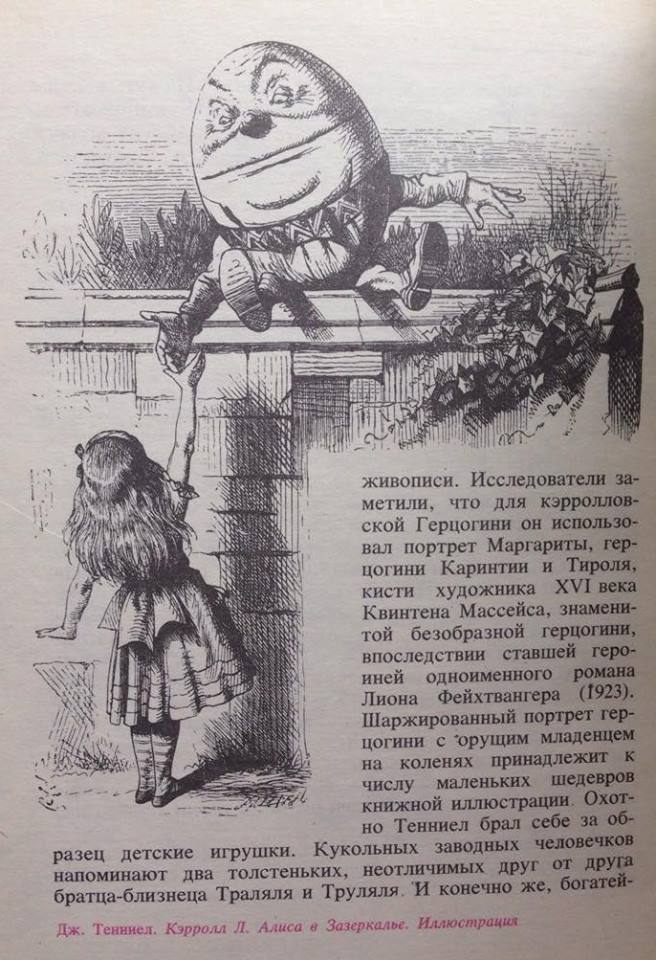 живописи. Исследователи за-
метили, что для кэрроллов-
ской Герцогини он использо-
вал портрет Маргариты, гер-
цогини Каринтии и Тироля,
кисти художника XVI века
Квинтена Массейса, знамени-
той безобразной герцогини,
впоследствии ставшей геро-
иней одноименного романа
Лиона Фейхтвангера (1923).
Шаржированный портрет гер-
цогини с орущим младенцем
на коленях принадлежит к
числу маленьких шедевров
книжной иллюстрации. Охот-
но Тенниел брал себе за об-
разец детские игрушки. Кукольных заводных человечков
напоминают два толстеньких, неотличимых друг от друга
братца-близнеца Траляля и Труляля. И конечно же, богатей-
Дж. Тенниел. Кэрролл Л. Алиса в Зазеркалье. Иллюстрация